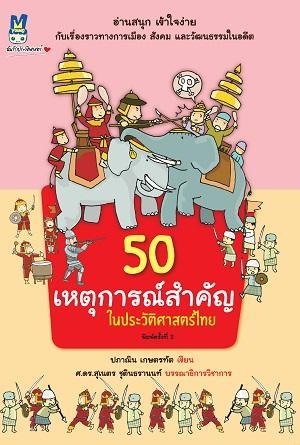 M
อ่านสนุก เข้าใจง่าย
กับเรื่องราวทางการเมือง สังคม และวัฒนธรรมในอดีต
50
เหตุการณ์สำคัญ
ในประวัติศาสตร์ไทย
พิมพ์ครั้งที่ 2
ปภาณิน เกษตรทัต เขียน
ศ.ดร.สุเนตร ชุตินธรานนท์ บรรณาธิการวิชาการ